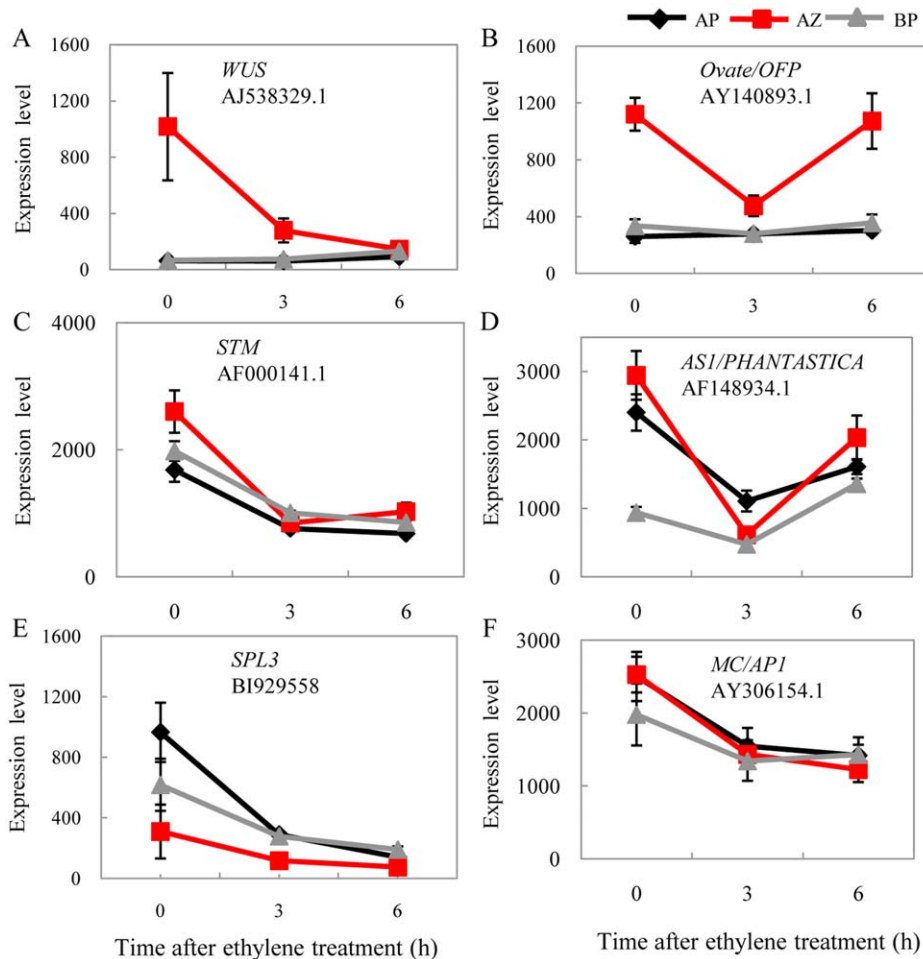 AP AZ BP
A
1600
1200
800
400
0
Expression level
WUS
AJ538329.1
0 3 6
B
1600
1200
800
400
0
Expression level
Ovate/OFP
AY140893.1
0 3 6
C
4000
2000
0
Expression level
STM
AF000141.1
0 3 6
D
3000
2000
1000
0
Expression level
AS1/PHANTASTICA
AF148934.1
0 3 6
E
1600
1200
800
400
0
Expression level
SPL3
BI929558
0 3 6
Time after ethylene treatment (h)
F
3000
2000
1000
0
Expression level
MC/AP1
AY306154.1
0 3 6
Time after ethylene treatment (h)